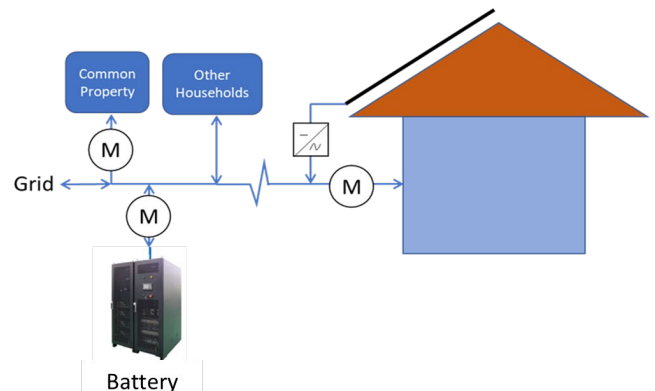 Common
Property
Other
Households
M
Grid
M
M
Battery